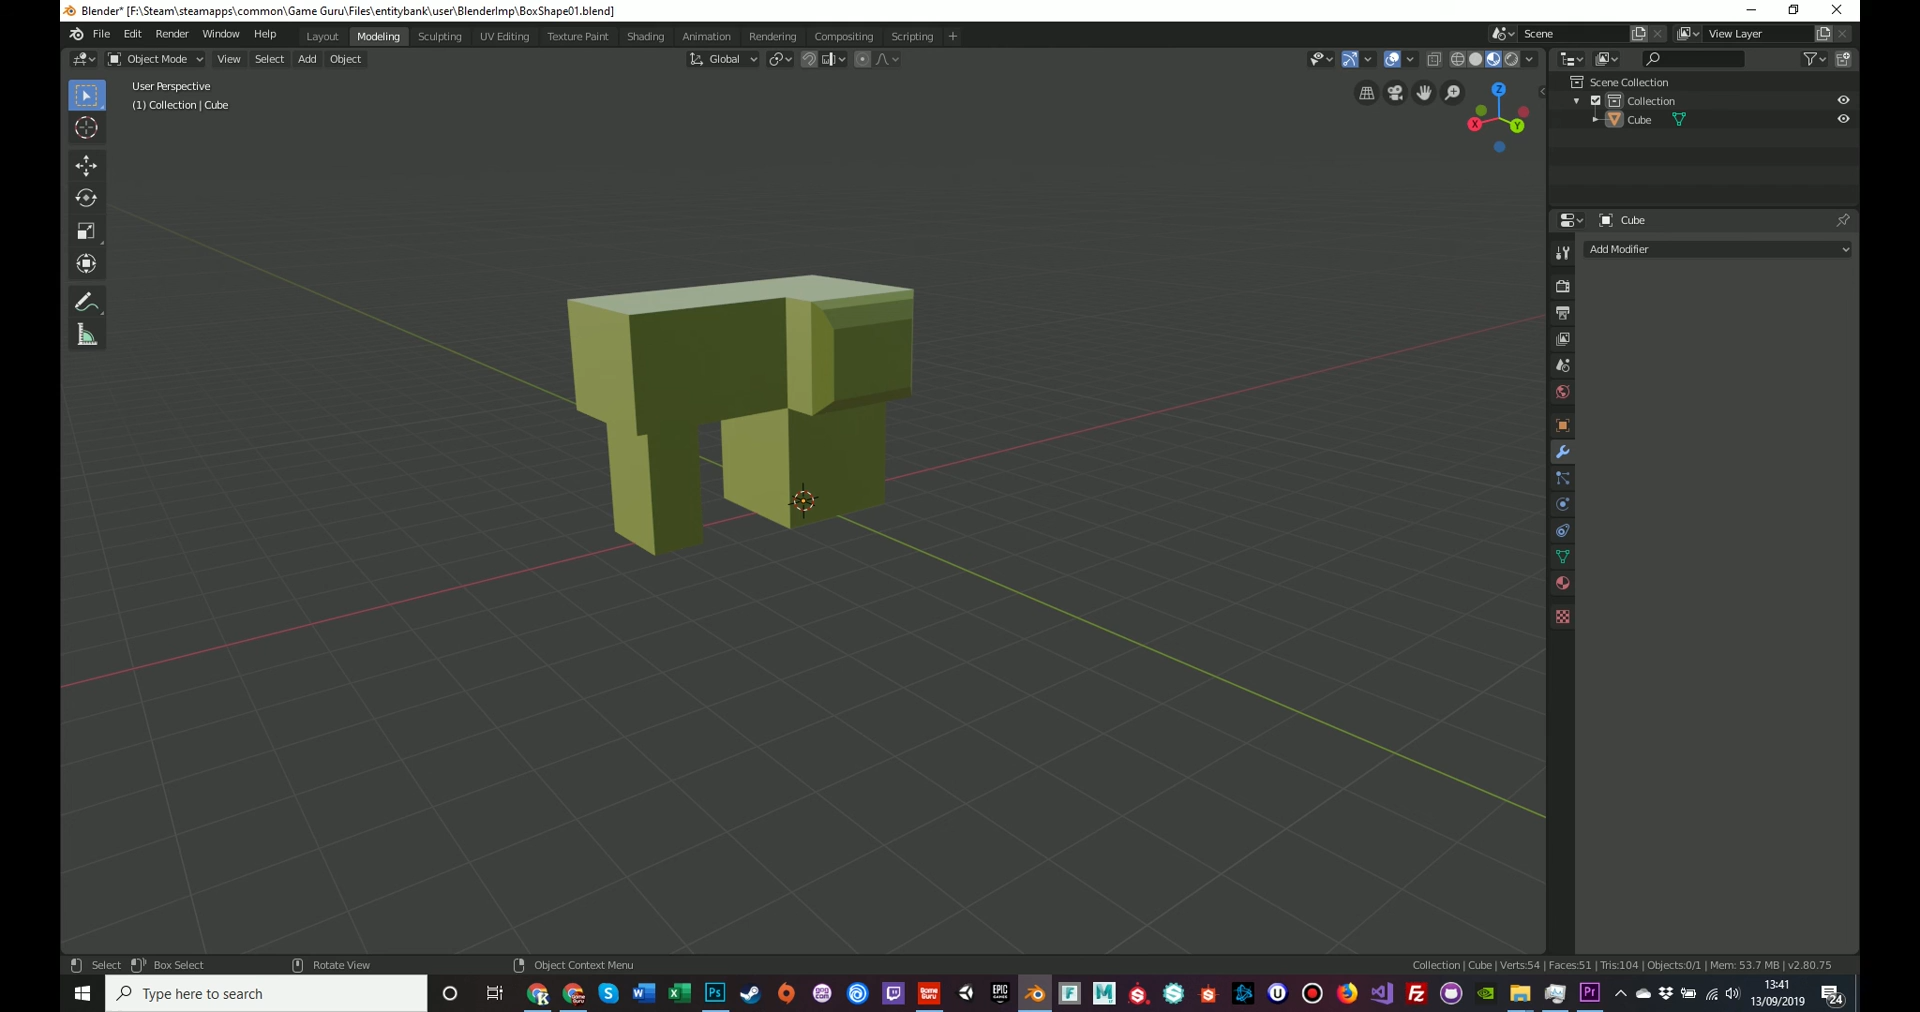 Blender* [F:\Steam\steamapps\common\Game Guru\Files\entitybank\user\BlenderImp\BoxShape01.blend]
File Edit Render Window Help Layout Modeling Sculpting UV Editing Texture Paint Shading Animation Rendering Compositing Scripting + Scene View Layer
Object Mode View Select Add Object Global
User Perspective
(1) Collection | Cube
Z
X
Y
Scene Collection
Collection
Cube
Cube
Add Modifier
Select Box Select Rotate View Object Context Menu Collection | Cube | Verts:54 | Faces:51 | Tris:104 | Objects:0/1 | Mem: 53.7 MB | v2.80.75
Type here to search
13:41
13/09/2019
24